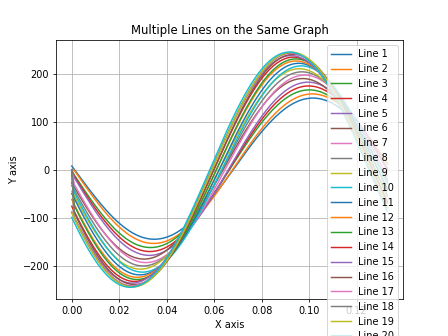 Multiple Lines on the Same Graph
Y axis
200
100
0
−100
−200
0.00
0.02
0.04
0.06
0.08
0.10
X axis
Line 1
Line 2
Line 3
Line 4
Line 5
Line 6
Line 7
Line 8
Line 9
Line 10
Line 11
Line 12
Line 13
Line 14
Line 15
Line 16
Line 17
Line 18
Line 19
Line 20